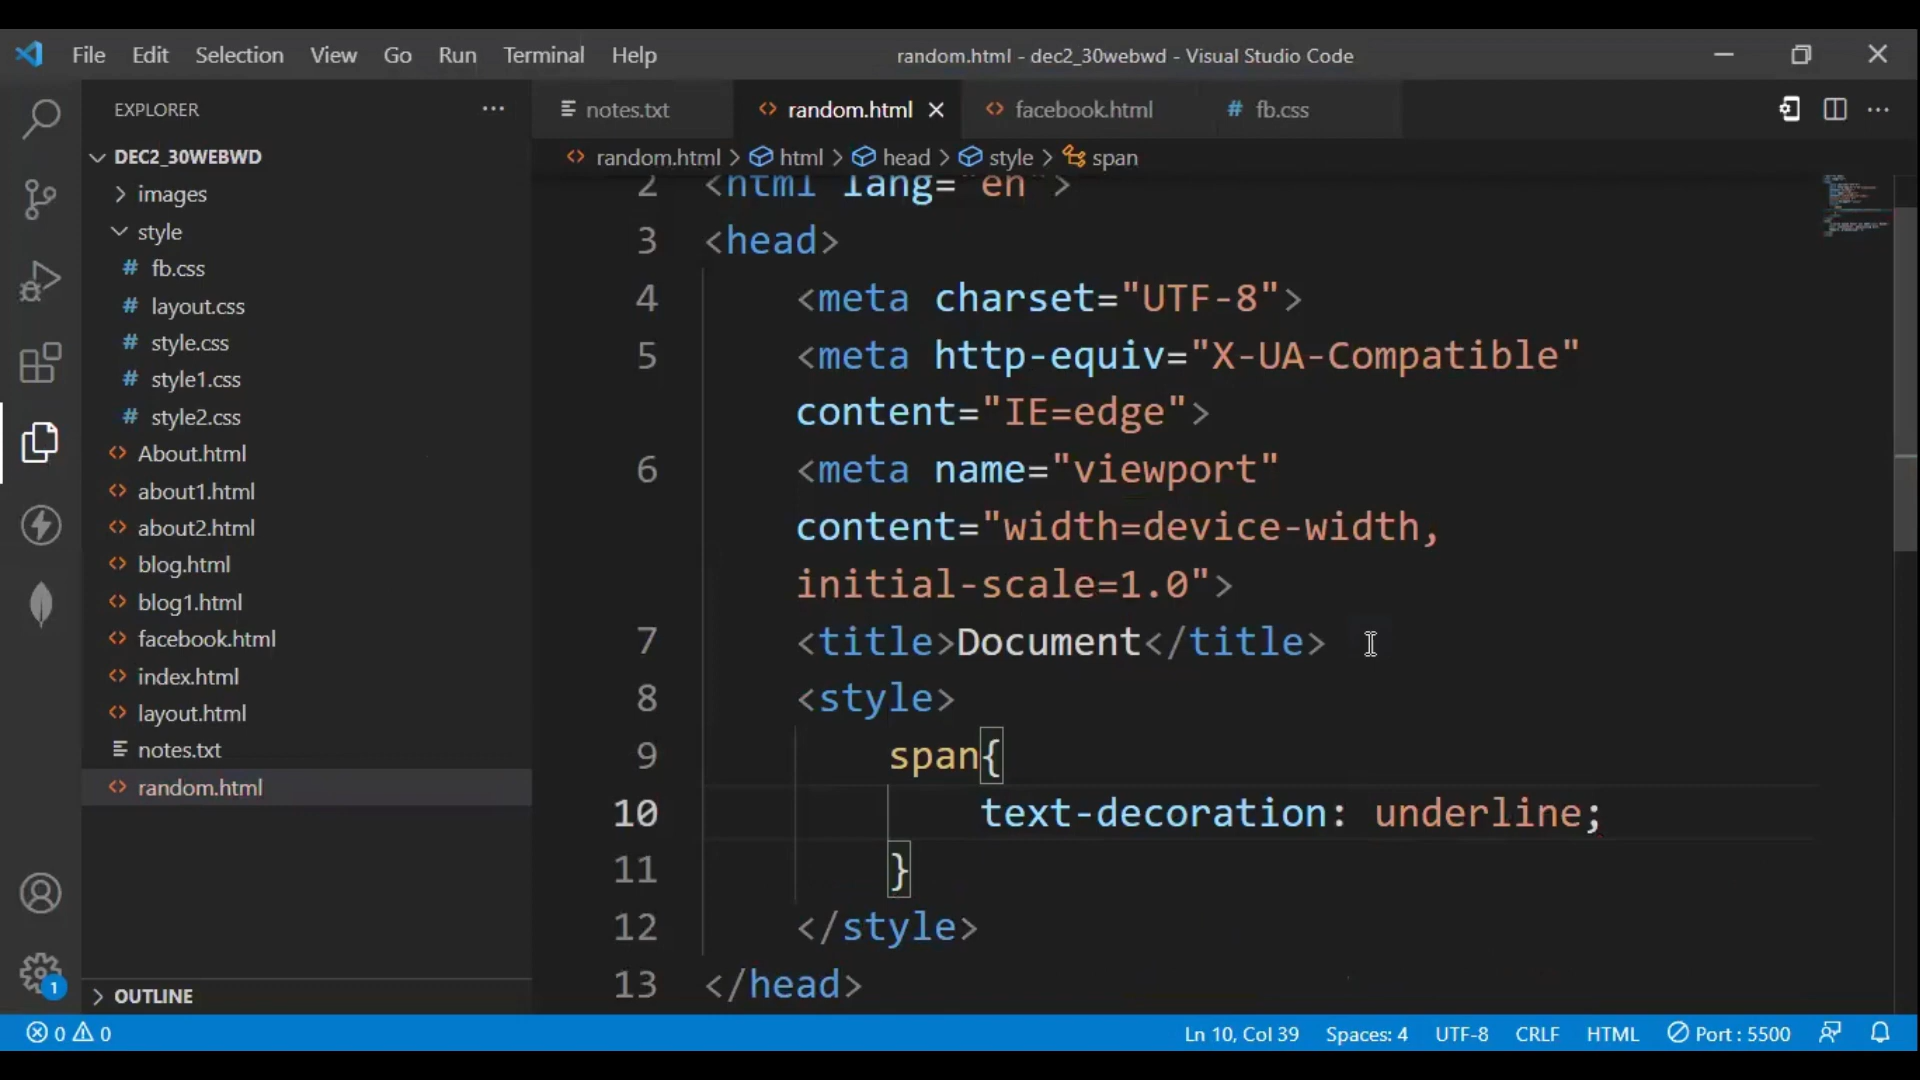 File Edit Selection View Go Run Terminal Help random.html - dec2_30webwd - Visual Studio Code
EXPLORER
notes.txt random.html facebook.html fb.css
DEC2_30WEBWD
random.html > html > head > style > span
images
style
fb.css
layout.css
style.css
style1.css
style2.css
About.html
about1.html
about2.html
blog.html
blog1.html
facebook.html
index.html
layout.html
notes.txt
random.html
OUTLINE
2 <html lang="en">
3 <head>
4 <meta charset="UTF-8">
5 <meta http-equiv="X-UA-Compatible"
content="IE=edge">
6 <meta name="viewport"
content="width=device-width,
initial-scale=1.0">
7 <title>Document</title>
8 <style>
9 span{
10 text-decoration: underline;
11 }
12 </style>
13 </head>
1
0 0 Ln 10, Col 39 Spaces: 4 UTF-8 CRLF HTML Port : 5500